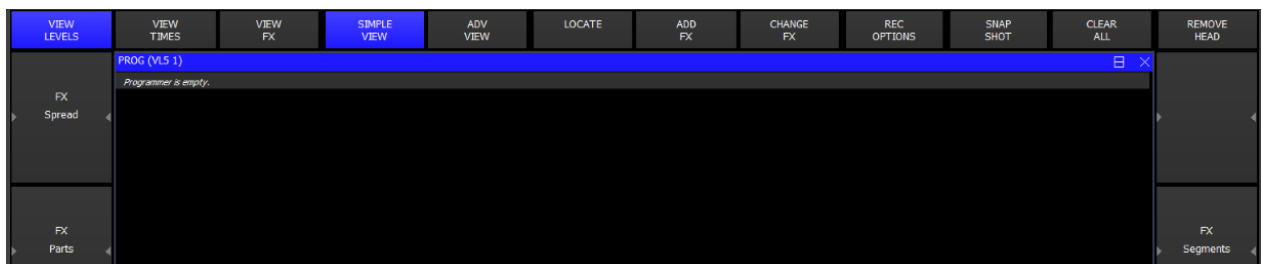 VIEW
LEVELS
VIEW
TIMES
VIEW
FX
SIMPLE
VIEW
ADV
VIEW
LOCATE
ADD
FX
CHANGE
FX
REC
OPTIONS
SNAP
SHOT
CLEAR
ALL
REMOVE
HEAD
PROG (VL5 1)
Programmer is empty.
FX
Spread
FX
Parts
FX
Segments